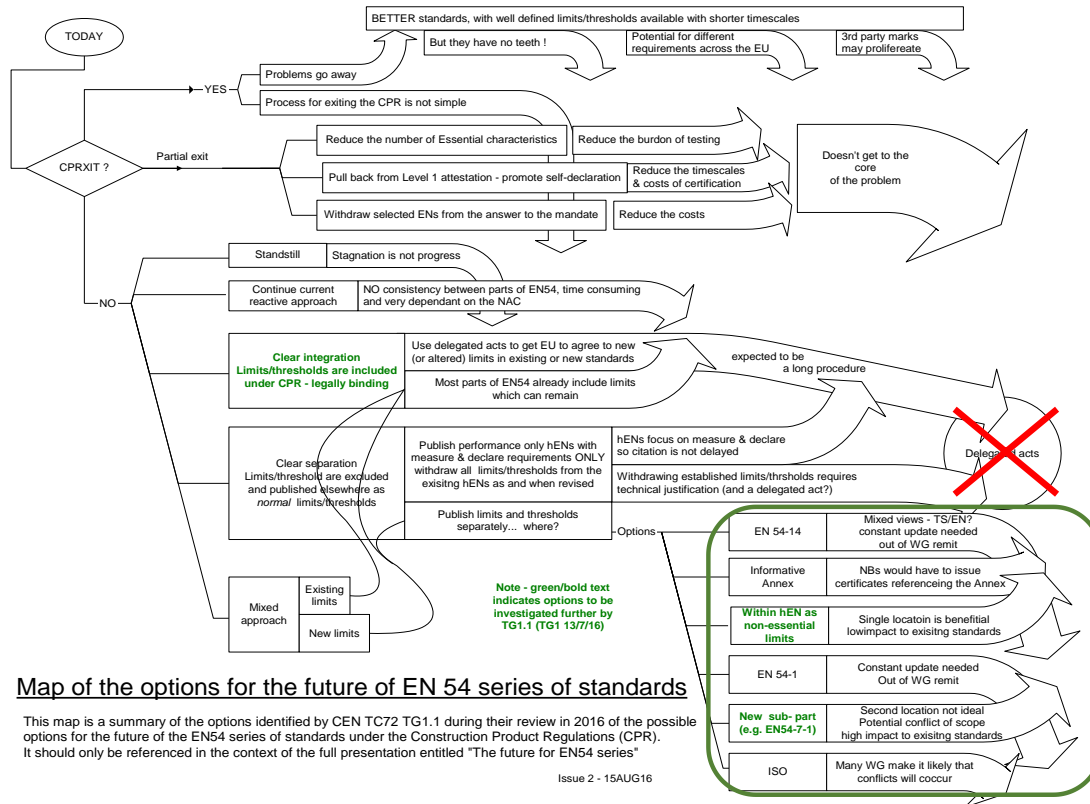 BETTER standards, with well defined limits/thresholds available with shorter timescales
TODAY
But they have no teeth !
Potential for different
requirements across the EU
3rd party marks
may prolifereate
Problems go away
YES
Process for exiting the CPR is not simple
Reduce the number of Essential characteristics
Reduce the burdon of testing
Partial exit
CPRXIT ?
Pull back from Level 1 attestation - promote self-declaration
Reduce the timescales
& costs of certification
Doesn't get to the
core
of the problem
Withdraw selected ENs from the answer to the mandate
Reduce the costs
Standstill
Stagnation is not progress
NO
Continue current
reactive approach
NO consistency between parts of EN54, time consuming
and very dependant on the NAC
Clear integration
Limits/thresholds are included
under CPR - legally binding
Use delegated acts to get EU to agree to new
(or altered) limits in existing or new standards
Most parts of EN54 already include limits
which can remain
expected to be
a long procedure
Clear separation
Limits/threshold are excluded
and published elsewhere as
normal limits/thresholds
Publish performance only hENs with
measure & declare requirements ONLY
withdraw all limits/thresholds from the
exisiting hENs as and when revised
hENs focus on measure & declare
so citation is not delayed
Withdrawing established limits/thrsholds requires
technical justification (and a delegated act?)
Delegated acts
Publish limits and thresholds
separately... where?
Options
EN 54-14
Mixed views - TS/EN?
constant update needed
out of WG remit
Informative
Annex
NBs would have to issue
certificates referenceing the Annex
Mixed
approach
Existing
limits
New limits
Note - green/bold text
indicates options to be
investigated further by
TG1.1 (TG1 13/7/16)
Within hEN as
non-essential
limits
Single locatoin is benefitial
lowimpact to exisitng standards
EN 54-1
Constant update needed
Out of WG remit
New sub- part
(e.g. EN54-7-1)
Second location not ideal
Potential conflict of scope
high impact to exisitng standards
ISO
Many WG make it likely that
conflicts will coccur
Map of the options for the future of EN 54 series of standards
This map is a summary of the options identified by CEN TC72 TG1.1 during their review in 2016 of the possible
options for the future of the EN54 series of standards under the Construction Product Regulations (CPR).
It should only be referenced in the context of the full presentation entitled "The future for EN54 series"
Issue 2 - 15AUG16